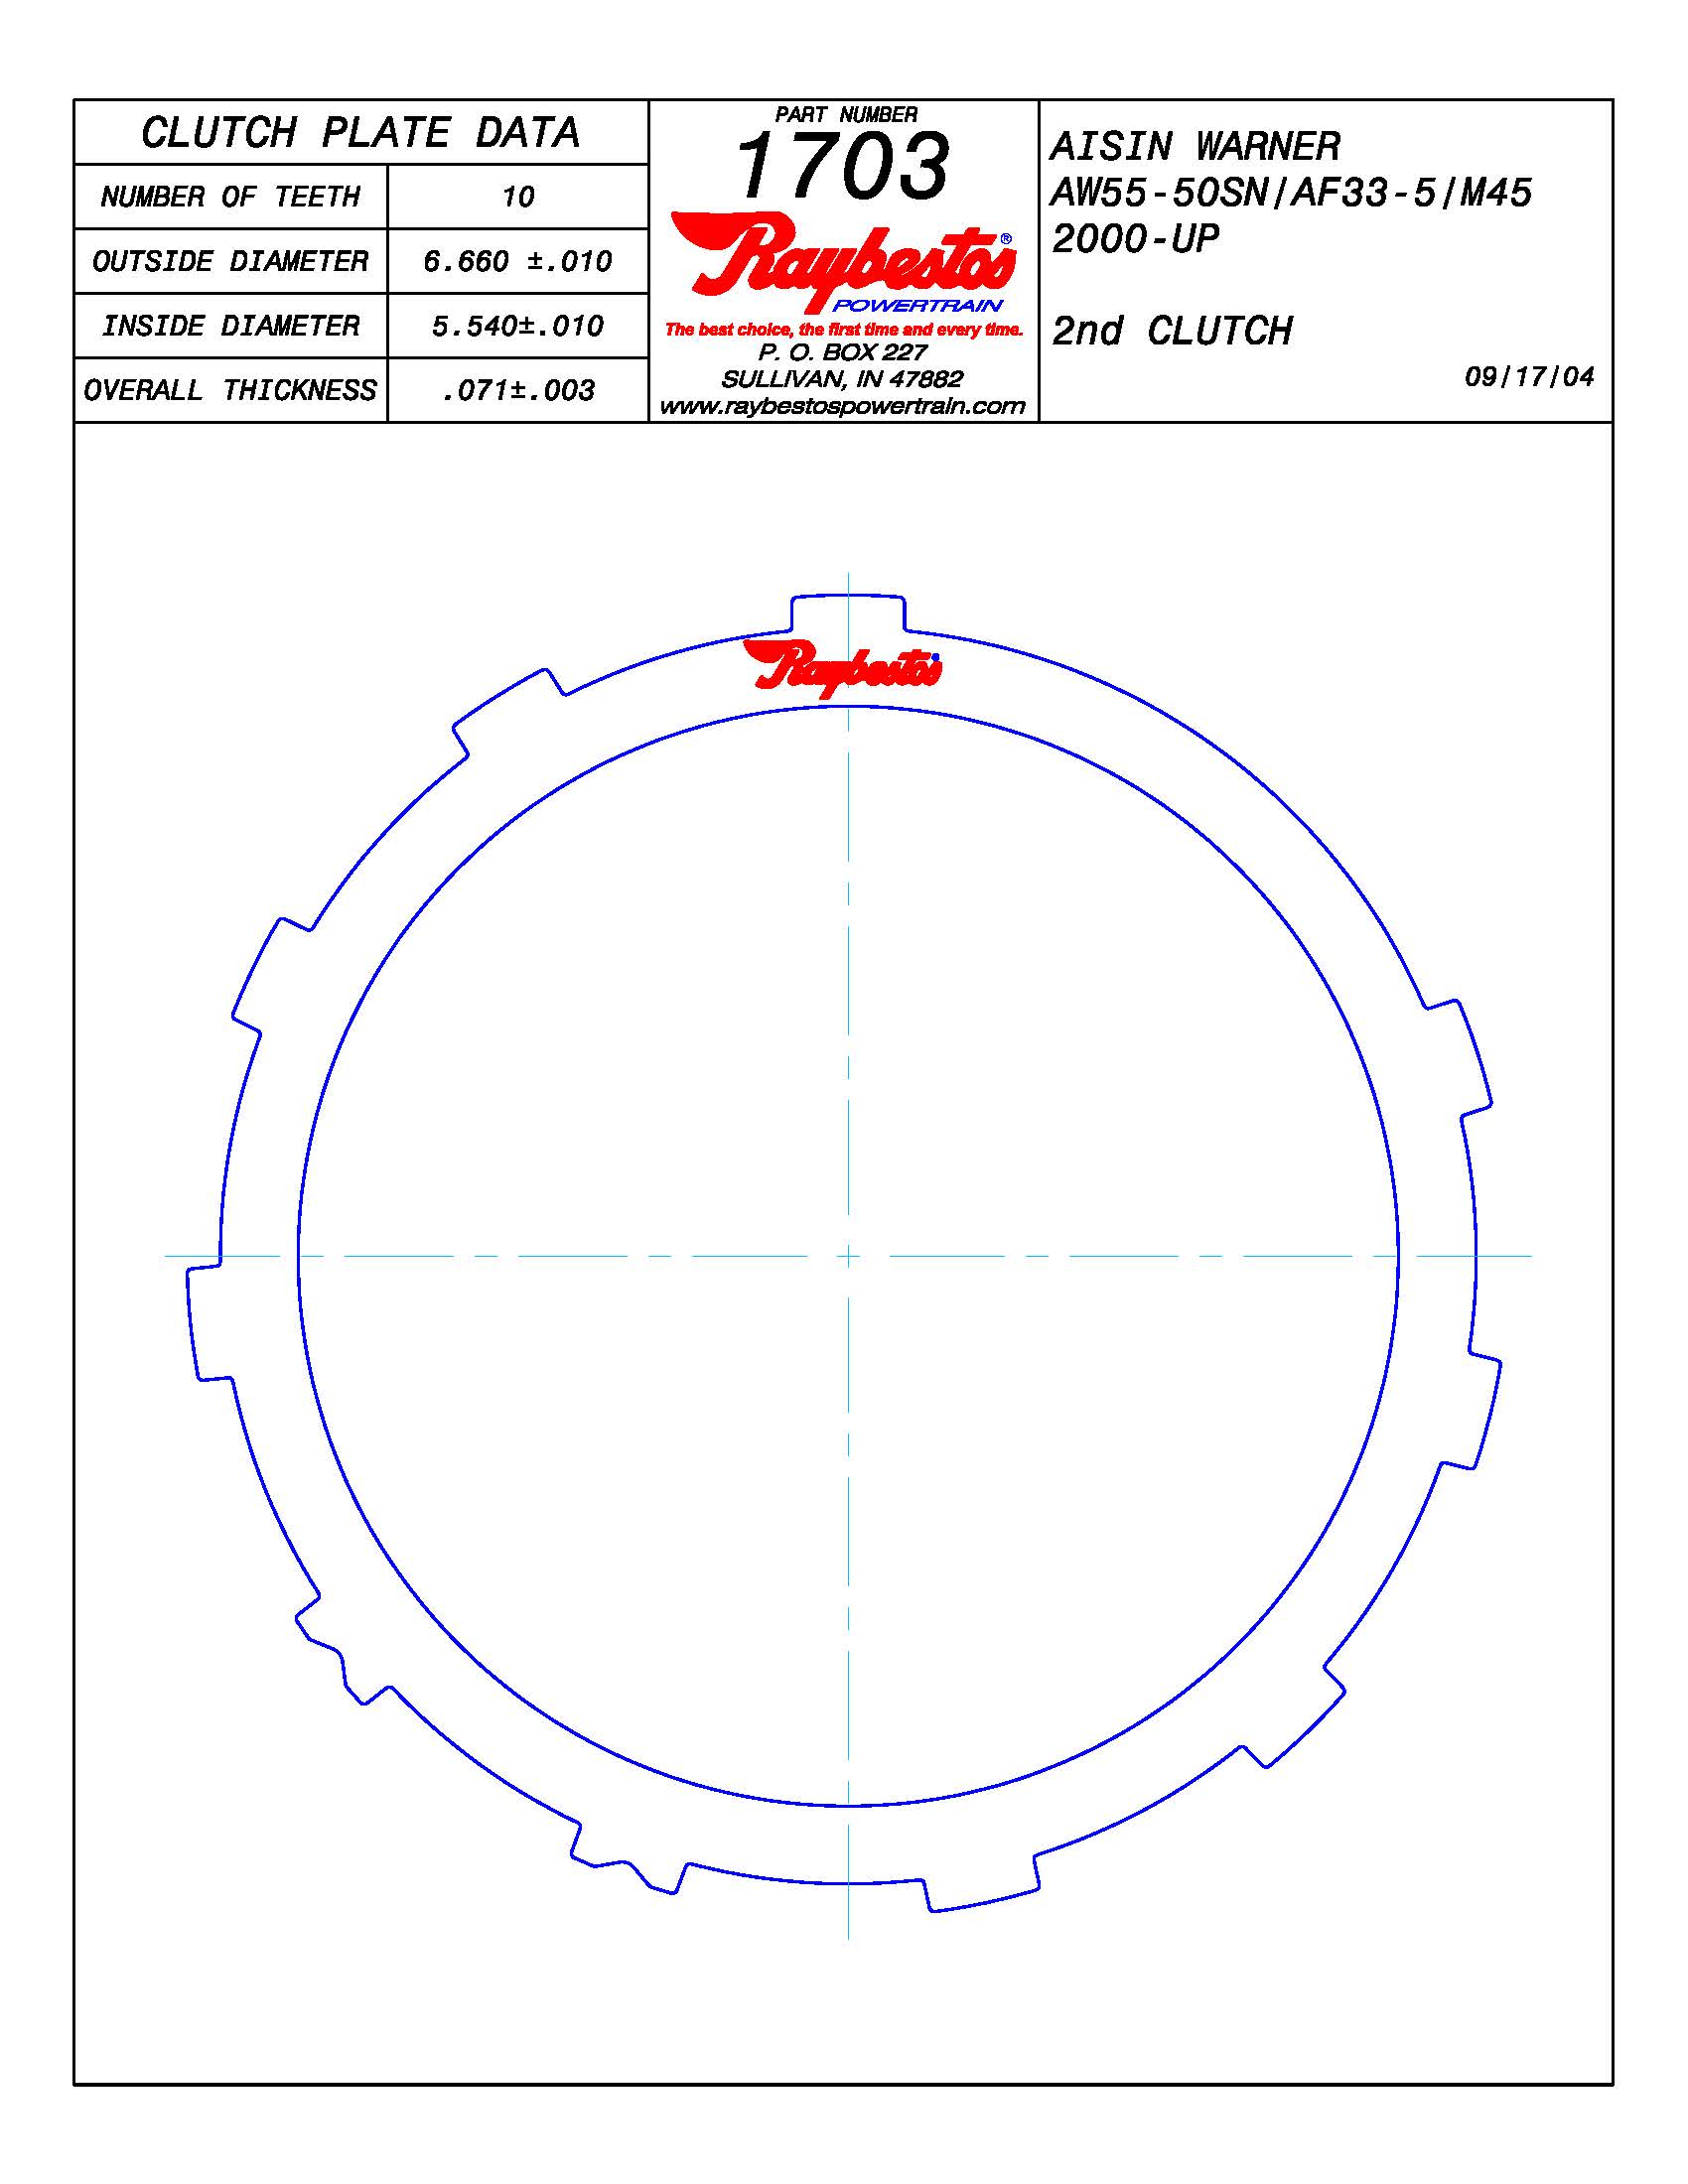 CLUTCH PLATE DATA
NUMBER OF TEETH 10
OUTSIDE DIAMETER 6.660 ±.010
INSIDE DIAMETER 5.540±.010
OVERALL THICKNESS .071±.003
PART NUMBER
1703
Raybestos®
POWERTRAIN
The best choice, the first time and every time.
P. O. BOX 227
SULLIVAN, IN 47882
www.raybestospowertrain.com
AISIN WARNER
AW55-50SN/AF33-5/M45
2000-UP
2nd CLUTCH
09/17/04
Raybestos